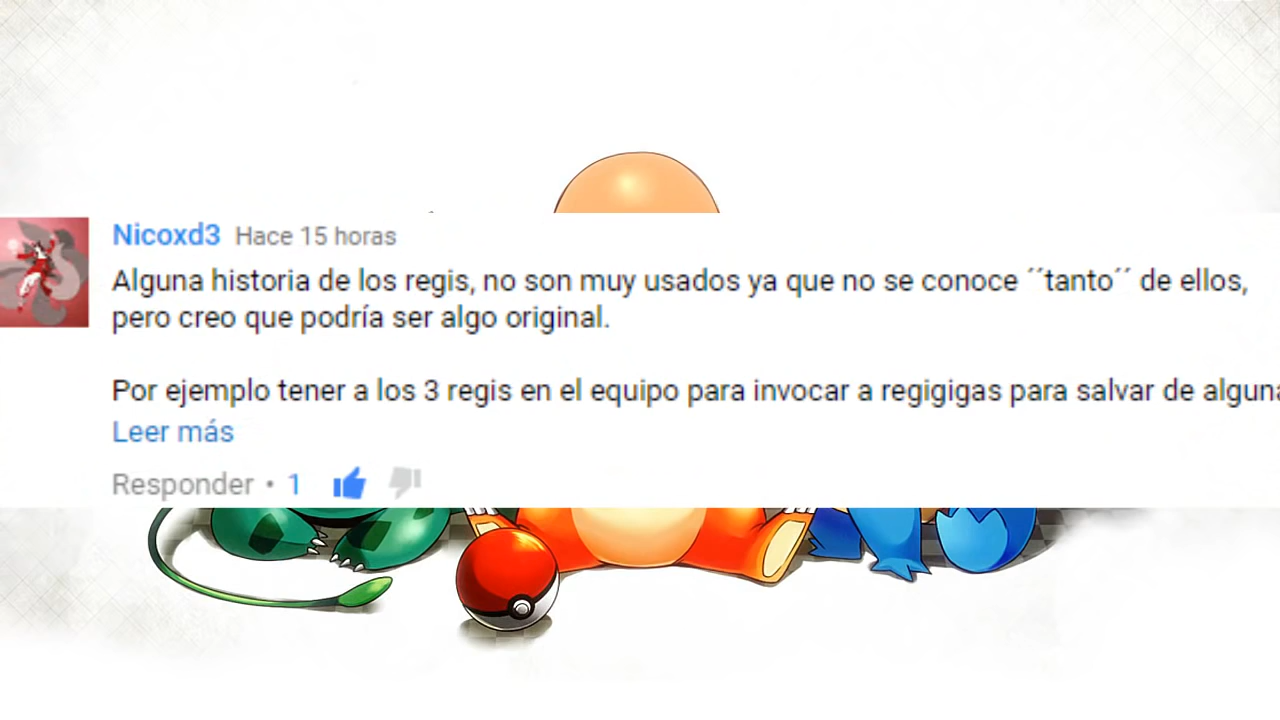 Nicoxd3 Hace 15 horas
Alguna historia de los regis, no son muy usados ya que no se conoce ´´tanto´´ de ellos,
pero creo que podría ser algo original.
Por ejemplo tener a los 3 regis en el equipo para invocar a regigigas para salvar de alguna
Leer más
Responder • 1